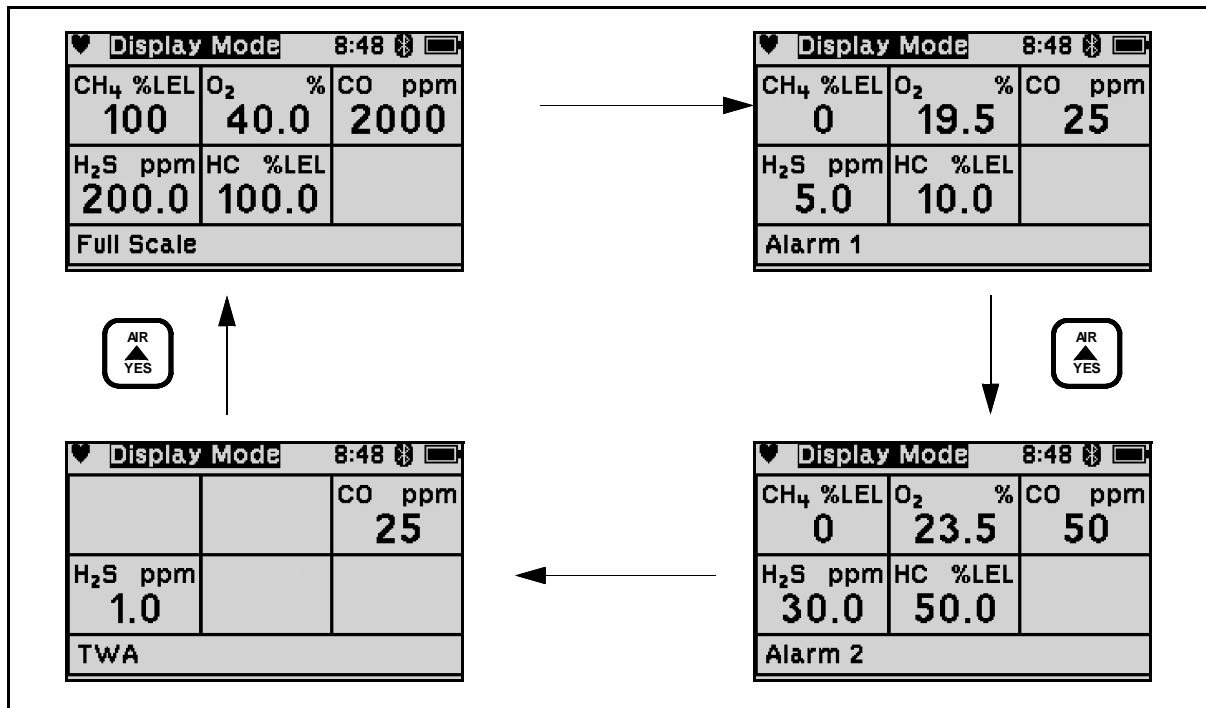 Display Mode 8:48
CH₄ %LEL O₂ % CO ppm
100 40.0 2000
H₂S ppm HC %LEL
200.0 100.0
Full Scale
Display Mode 8:48
CH₄ %LEL O₂ % CO ppm
0 19.5 25
H₂S ppm HC %LEL
5.0 10.0
Alarm 1
AIR
YES
AIR
YES
Display Mode 8:48
CO ppm
25
H₂S ppm
1.0
TWA
Display Mode 8:48
CH₄ %LEL O₂ % CO ppm
0 23.5 50
H₂S ppm HC %LEL
30.0 50.0
Alarm 2